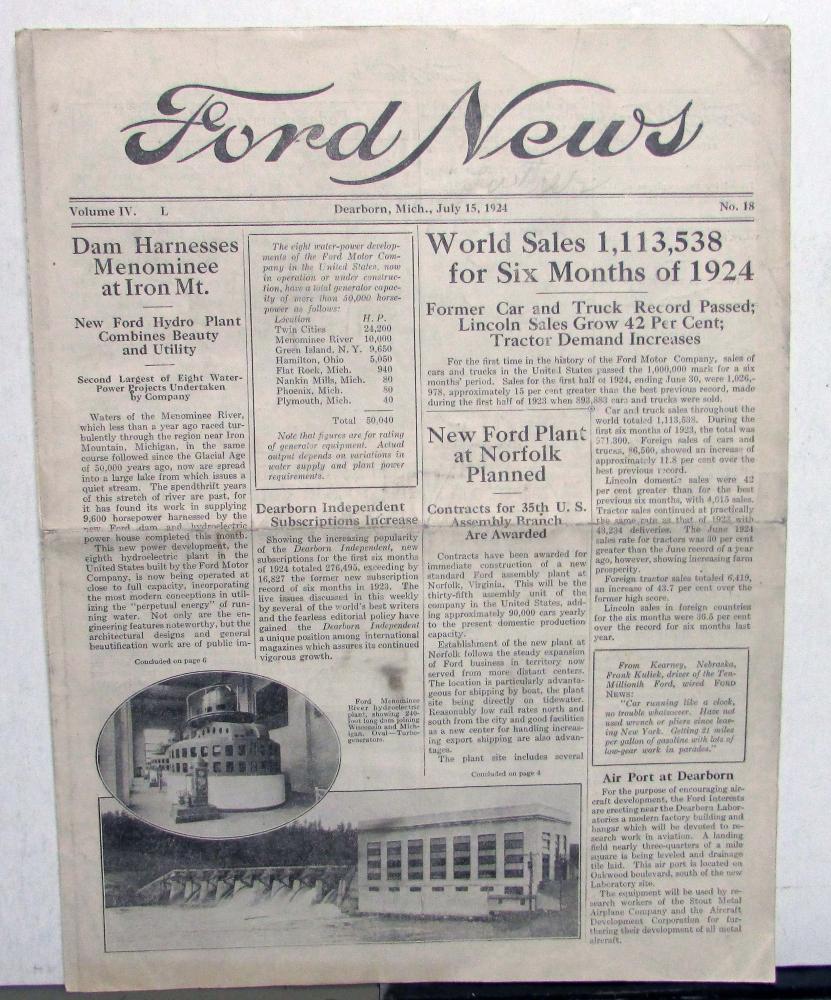 Ford News
Volume IV. L Dearborn, Mich., July 15, 1924 No. 18
Dam Harnesses
Menominee
at Iron Mt.
New Ford Hydro Plant
Combines Beauty
and Utility
Second Largest of Eight Water-
Power Projects Undertaken
by Company
Waters of the Menominee River,
which less than a year ago raced tur-
bulently through the region near Iron
Mountain, Michigan, in the same
course followed since the Glacial Age
of 50,000 years ago, now are spread
into a large lake from which issues a
quiet stream. The spendthrift years
of this stretch of river are past, for
it has found its work in supplying
9,600 horsepower harnessed by the
new Ford dam and hydroelectric
power house completed this month.
This new power development, the
eighth hydroelectric plant in the
United States built by the Ford Motor
Company, is now being operated at
close to full capacity, incorporating
the most modern conceptions in util-
izing the "perpetual energy" of run-
ning water. Not only are the en-
gineering features noteworthy, but the
architectural designs and general
beautification work are of public im-
Concluded on page 6
The eight water-power develop-
ments of the Ford Motor Com-
pany in the United States, now
in operation or under construc-
tion, have a total generator capac-
ity of more than 50,000 horse-
power as follows:
Location H. P.
Twin Cities 24,200
Menominee River 10,000
Green Island, N. Y. 9,650
Hamilton, Ohio 5,050
Flat Rock, Mich. 940
Nankin Mills, Mich. 80
Phoenix, Mich. 80
Plymouth, Mich. 40
Total 50,040
Note that figures are for rating
of generator equipment. Actual
output depends on variations in
water supply and plant power
requirements.
Dearborn Independent
Subscriptions Increase
Showing the increasing popularity
of the Dearborn Independent, new
subscriptions for the first six months
of 1924 totaled 276,495, exceeding by
16,827 the former new subscription
record of six months in 1923. The
live issues discussed in this weekly
by several of the world's best writers
and the fearless editorial policy have
gained the Dearborn Independent
a unique position among international
magazines which assures its continued
vigorous growth.
Ford Menominee
River hydroelectric
plant, showing 240-
foot long dam joining
Wisconsin and Mich-
igan. Oval—Turbo-
generators.
World Sales 1,113,538
for Six Months of 1924
Former Car and Truck Record Passed;
Lincoln Sales Grow 42 Per Cent;
Tractor Demand Increases
For the first time in the history of the Ford Motor Company, sales of
cars and trucks in the United States passed the 1,000,000 mark for a six
months' period. Sales for the first half of 1924, ending June 30, were 1,026,-
978, approximately 15 per cent greater than the best previous record, made
during the first half of 1923 when 893,883 cars and trucks were sold.
Car and truck sales throughout the
world totaled 1,113,538. During the
first six months of 1923, the total was
971,300. Foreign sales of cars and
trucks, 86,560, showed an increase of
approximately 11.8 per cent over the
best previous record.
Lincoln domestic sales were 42
per cent greater than for the best
previous six months, with 4,015 sales.
Tractor sales continued at practically
the same rate as that of 1923 with
43,234 deliveries. The June 1924
sales rate for tractors was 30 per cent
greater than the June record of a year
ago, however, showing increasing farm
prosperity.
Foreign tractor sales totaled 6,419,
an increase of 43.7 per cent over the
former high score.
Lincoln sales in foreign countries
for the six months were 36.5 per cent
over the record for six months last
year.
New Ford Plant
at Norfolk
Planned
Contracts for 35th U. S.
Assembly Branch
Are Awarded
Contracts have been awarded for
immediate construction of a new
standard Ford assembly plant at
Norfolk, Virginia. This will be the
thirty-fifth assembly unit of the
company in the United States, add-
ing approximately 90,000 cars yearly
to the present domestic production
capacity.
Establishment of the new plant at
Norfolk follows the steady expansion
of Ford business in territory now
served from more distant centers.
The location is particularly advanta-
geous for shipping by boat, the plant
site being directly on tidewater.
Reasonably low rail rates north and
south from the city and good facilities
as a new center for handling increas-
ing export shipping are also advan-
tages.
The plant site includes several
Concluded on page 4
From Kearney, Nebraska,
Frank Kulick, driver of the Ten-
Millionth Ford, wired FORD
NEWS:
"Car running like a clock,
no trouble whatsoever. Have not
used wrench or pliers since leav-
ing New York. Getting 21 miles
per gallon of gasoline with lots of
low-gear work in parades."
Air Port at Dearborn
For the purpose of encouraging air-
craft development, the Ford Interests
are erecting near the Dearborn Labor-
atories a modern factory building and
hangar which will be devoted to re-
search work in aviation. A landing
field nearly three-quarters of a mile
square is being leveled and drainage
tile laid. This air port is located on
Oakwood boulevard, south of the new
Laboratory site.
The equipment will be used by re-
search workers of the Stout Metal
Airplane Company and the Aircraft
Development Corporation for fur-
thering their development of all metal
aircraft.